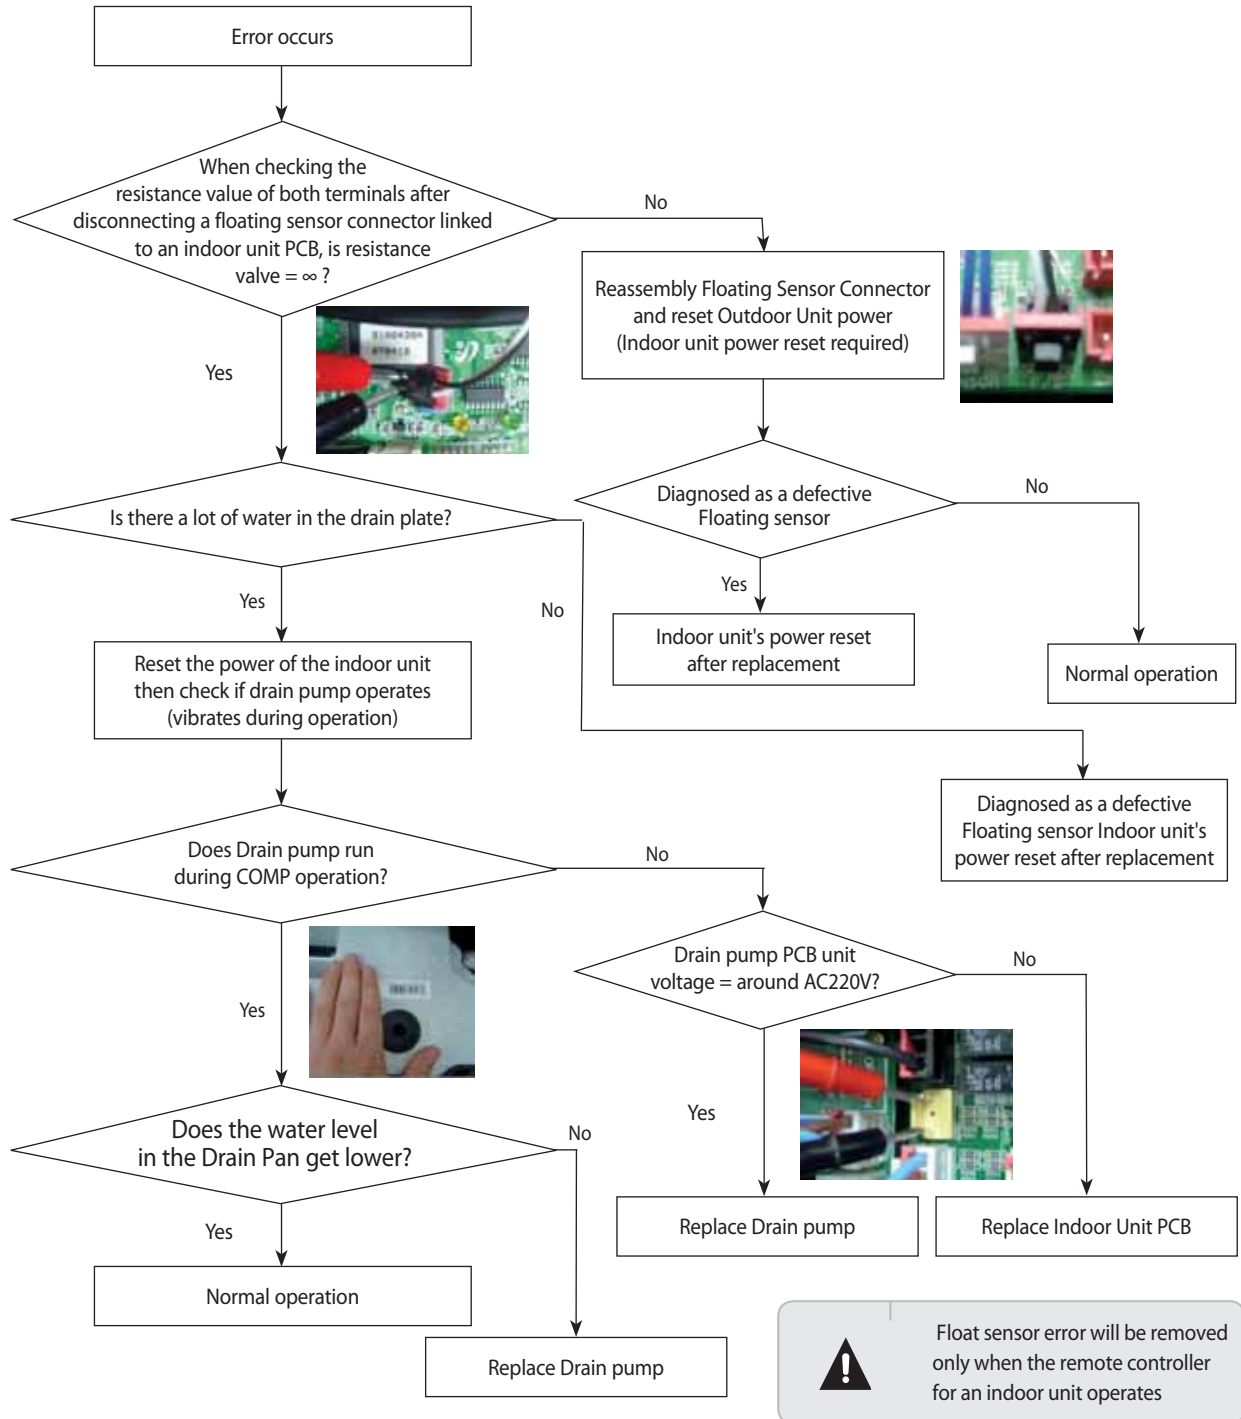 Error occurs
When checking the
resistance value of both terminals after
disconnecting a floating sensor connector linked
to an indoor unit PCB, is resistance
valve = ∞ ?
No
Yes
Reassembly Floating Sensor Connector
and reset Outdoor Unit power
(Indoor unit power reset required)
Diagnosed as a defective
Floating sensor
No
Yes
Indoor unit's power reset
after replacement
Normal operation
Is there a lot of water in the drain plate?
Yes
No
Reset the power of the indoor unit
then check if drain pump operates
(vibrates during operation)
Diagnosed as a defective
Floating sensor Indoor unit's
power reset after replacement
Does Drain pump run
during COMP operation?
No
Yes
Drain pump PCB unit
voltage = around AC220V?
No
Yes
Replace Drain pump
Replace Indoor Unit PCB
Does the water level
in the Drain Pan get lower?
No
Yes
Normal operation
Replace Drain pump
Float sensor error will be removed
only when the remote controller
for an indoor unit operates